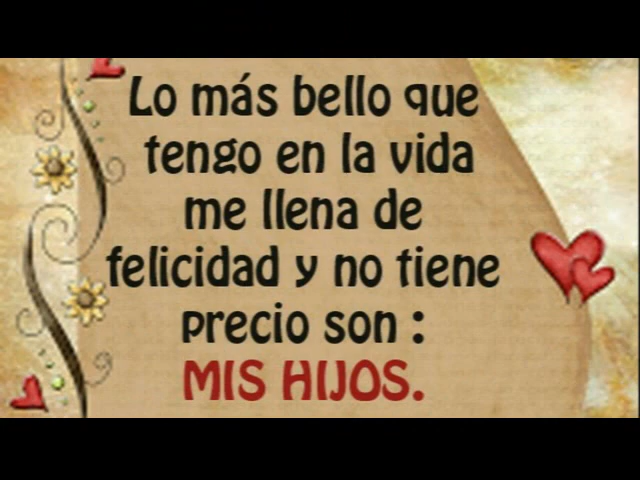 Lo más bello que
tengo en la vida
me llena de
felicidad y no tiene
precio son :
MIS HIJOS.